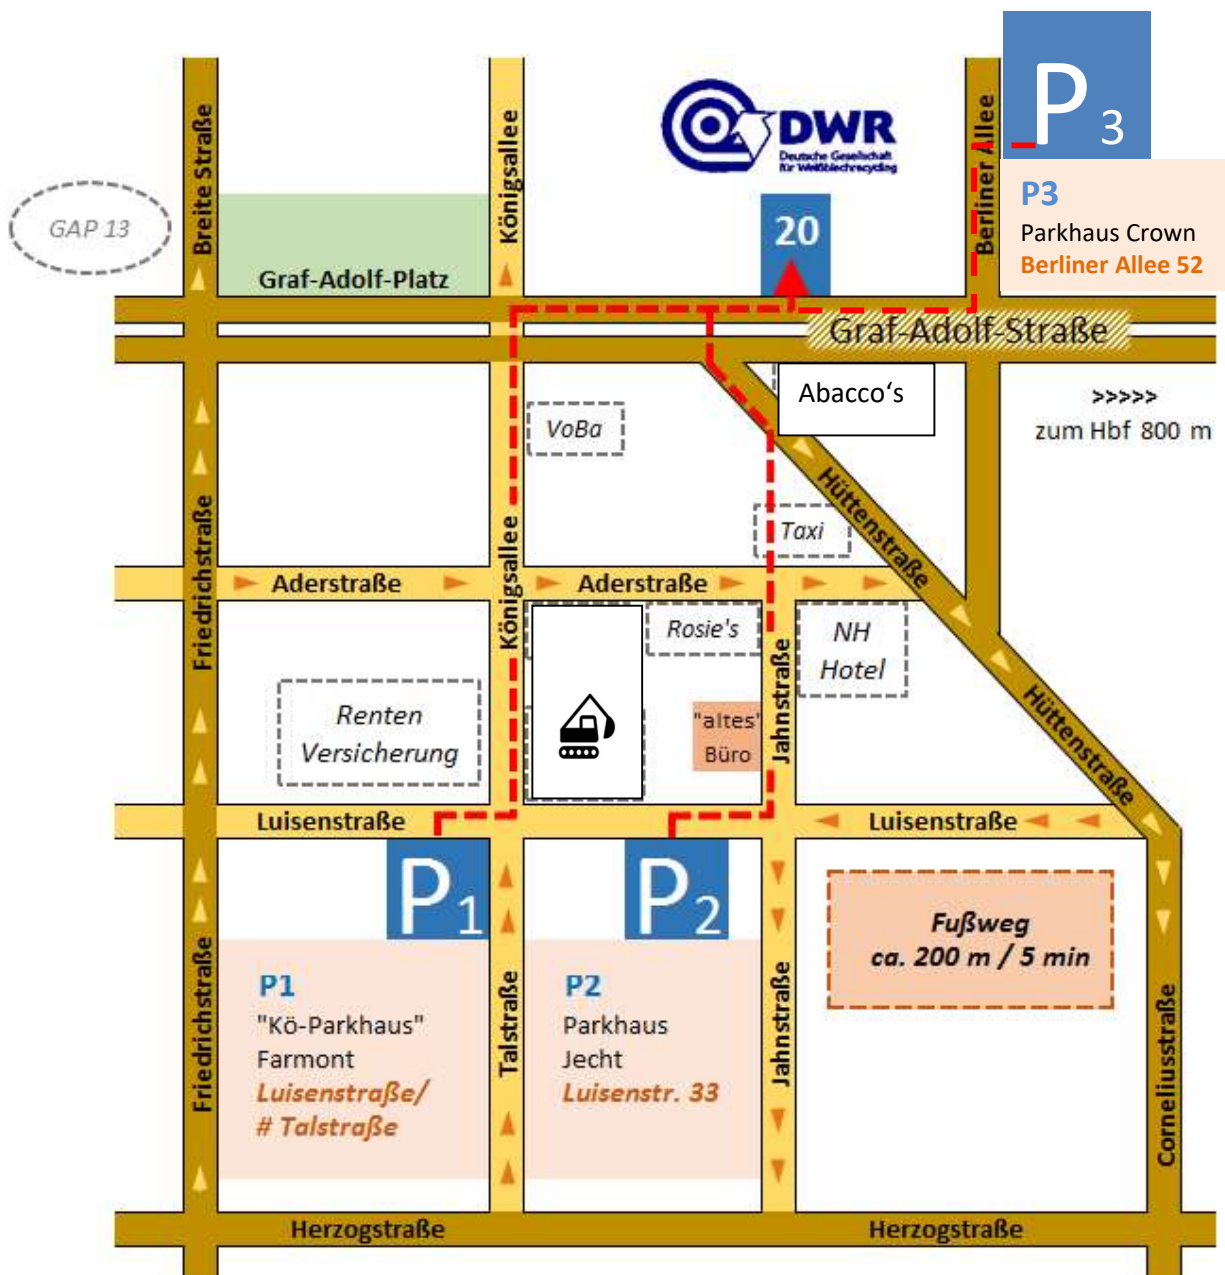 P 3
DWR
Deutsche Gesellschaft
für Weißblechrecycling
Breite Straße
Königsallee
Berliner Allee
P3
Parkhaus Crown
Berliner Allee 52
GAP 13
20
Graf-Adolf-Platz
Graf-Adolf-Straße
Abacco‘s
>>>>>
zum Hbf 800 m
VoBa
Taxi
Hüttenstraße
Friedrichstraße
Aderstraße
Aderstraße
Königsallee
Rosie's
NH
Hotel
Jahnstraße
Renten
Versicherung
"altes"
Büro
Hüttenstraße
Luisenstraße
Luisenstraße
P1
P2
Fußweg
ca. 200 m / 5 min
P1
"Kö-Parkhaus"
Farmont
Luisenstraße/
# Talstraße
P2
Parkhaus
Jecht
Luisenstr. 33
Friedrichstraße
Talstraße
Jahnstraße
Corneliusstraße
Herzogstraße
Herzogstraße